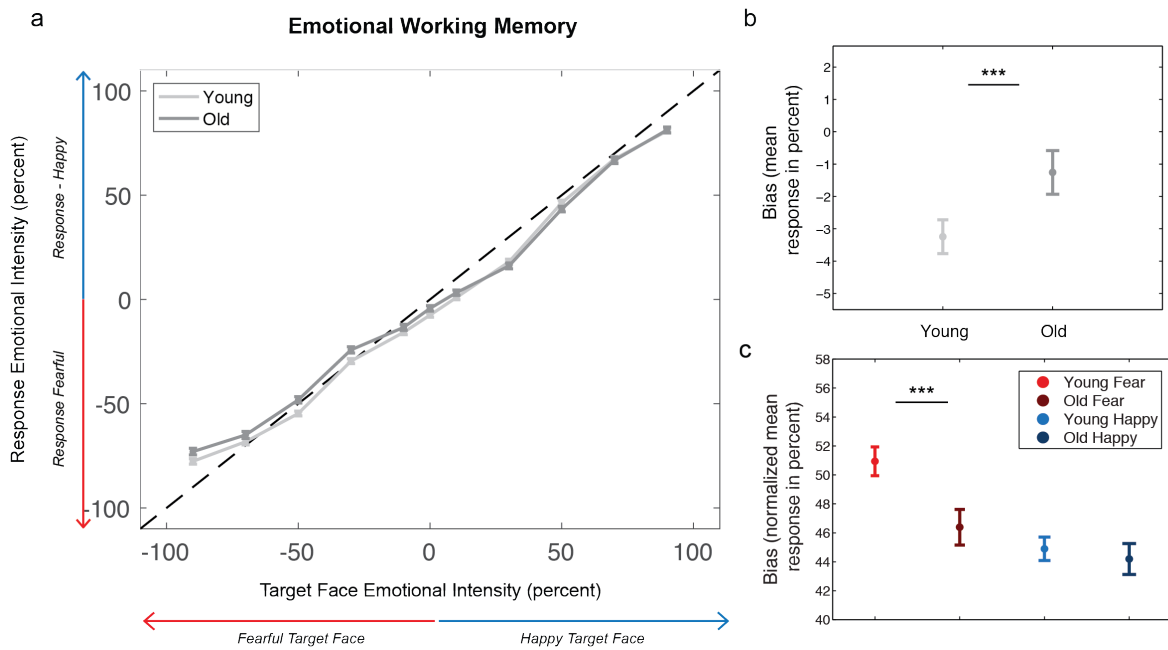 a
Emotional Working Memory
Young
Old
100
50
0
-50
-100
Response Emotional Intensity (percent)
Response - Happy
Response Fearful
-100
-50
0
50
100
Target Face Emotional Intensity (percent)
Fearful Target Face
Happy Target Face
b
***
2
1
0
-1
-2
-3
-4
-5
Bias (mean
response in percent)
Young
Old
c
***
58
56
54
52
50
48
46
44
42
40
Bias (normalized mean
response in percent)
Young Fear
Old Fear
Young Happy
Old Happy